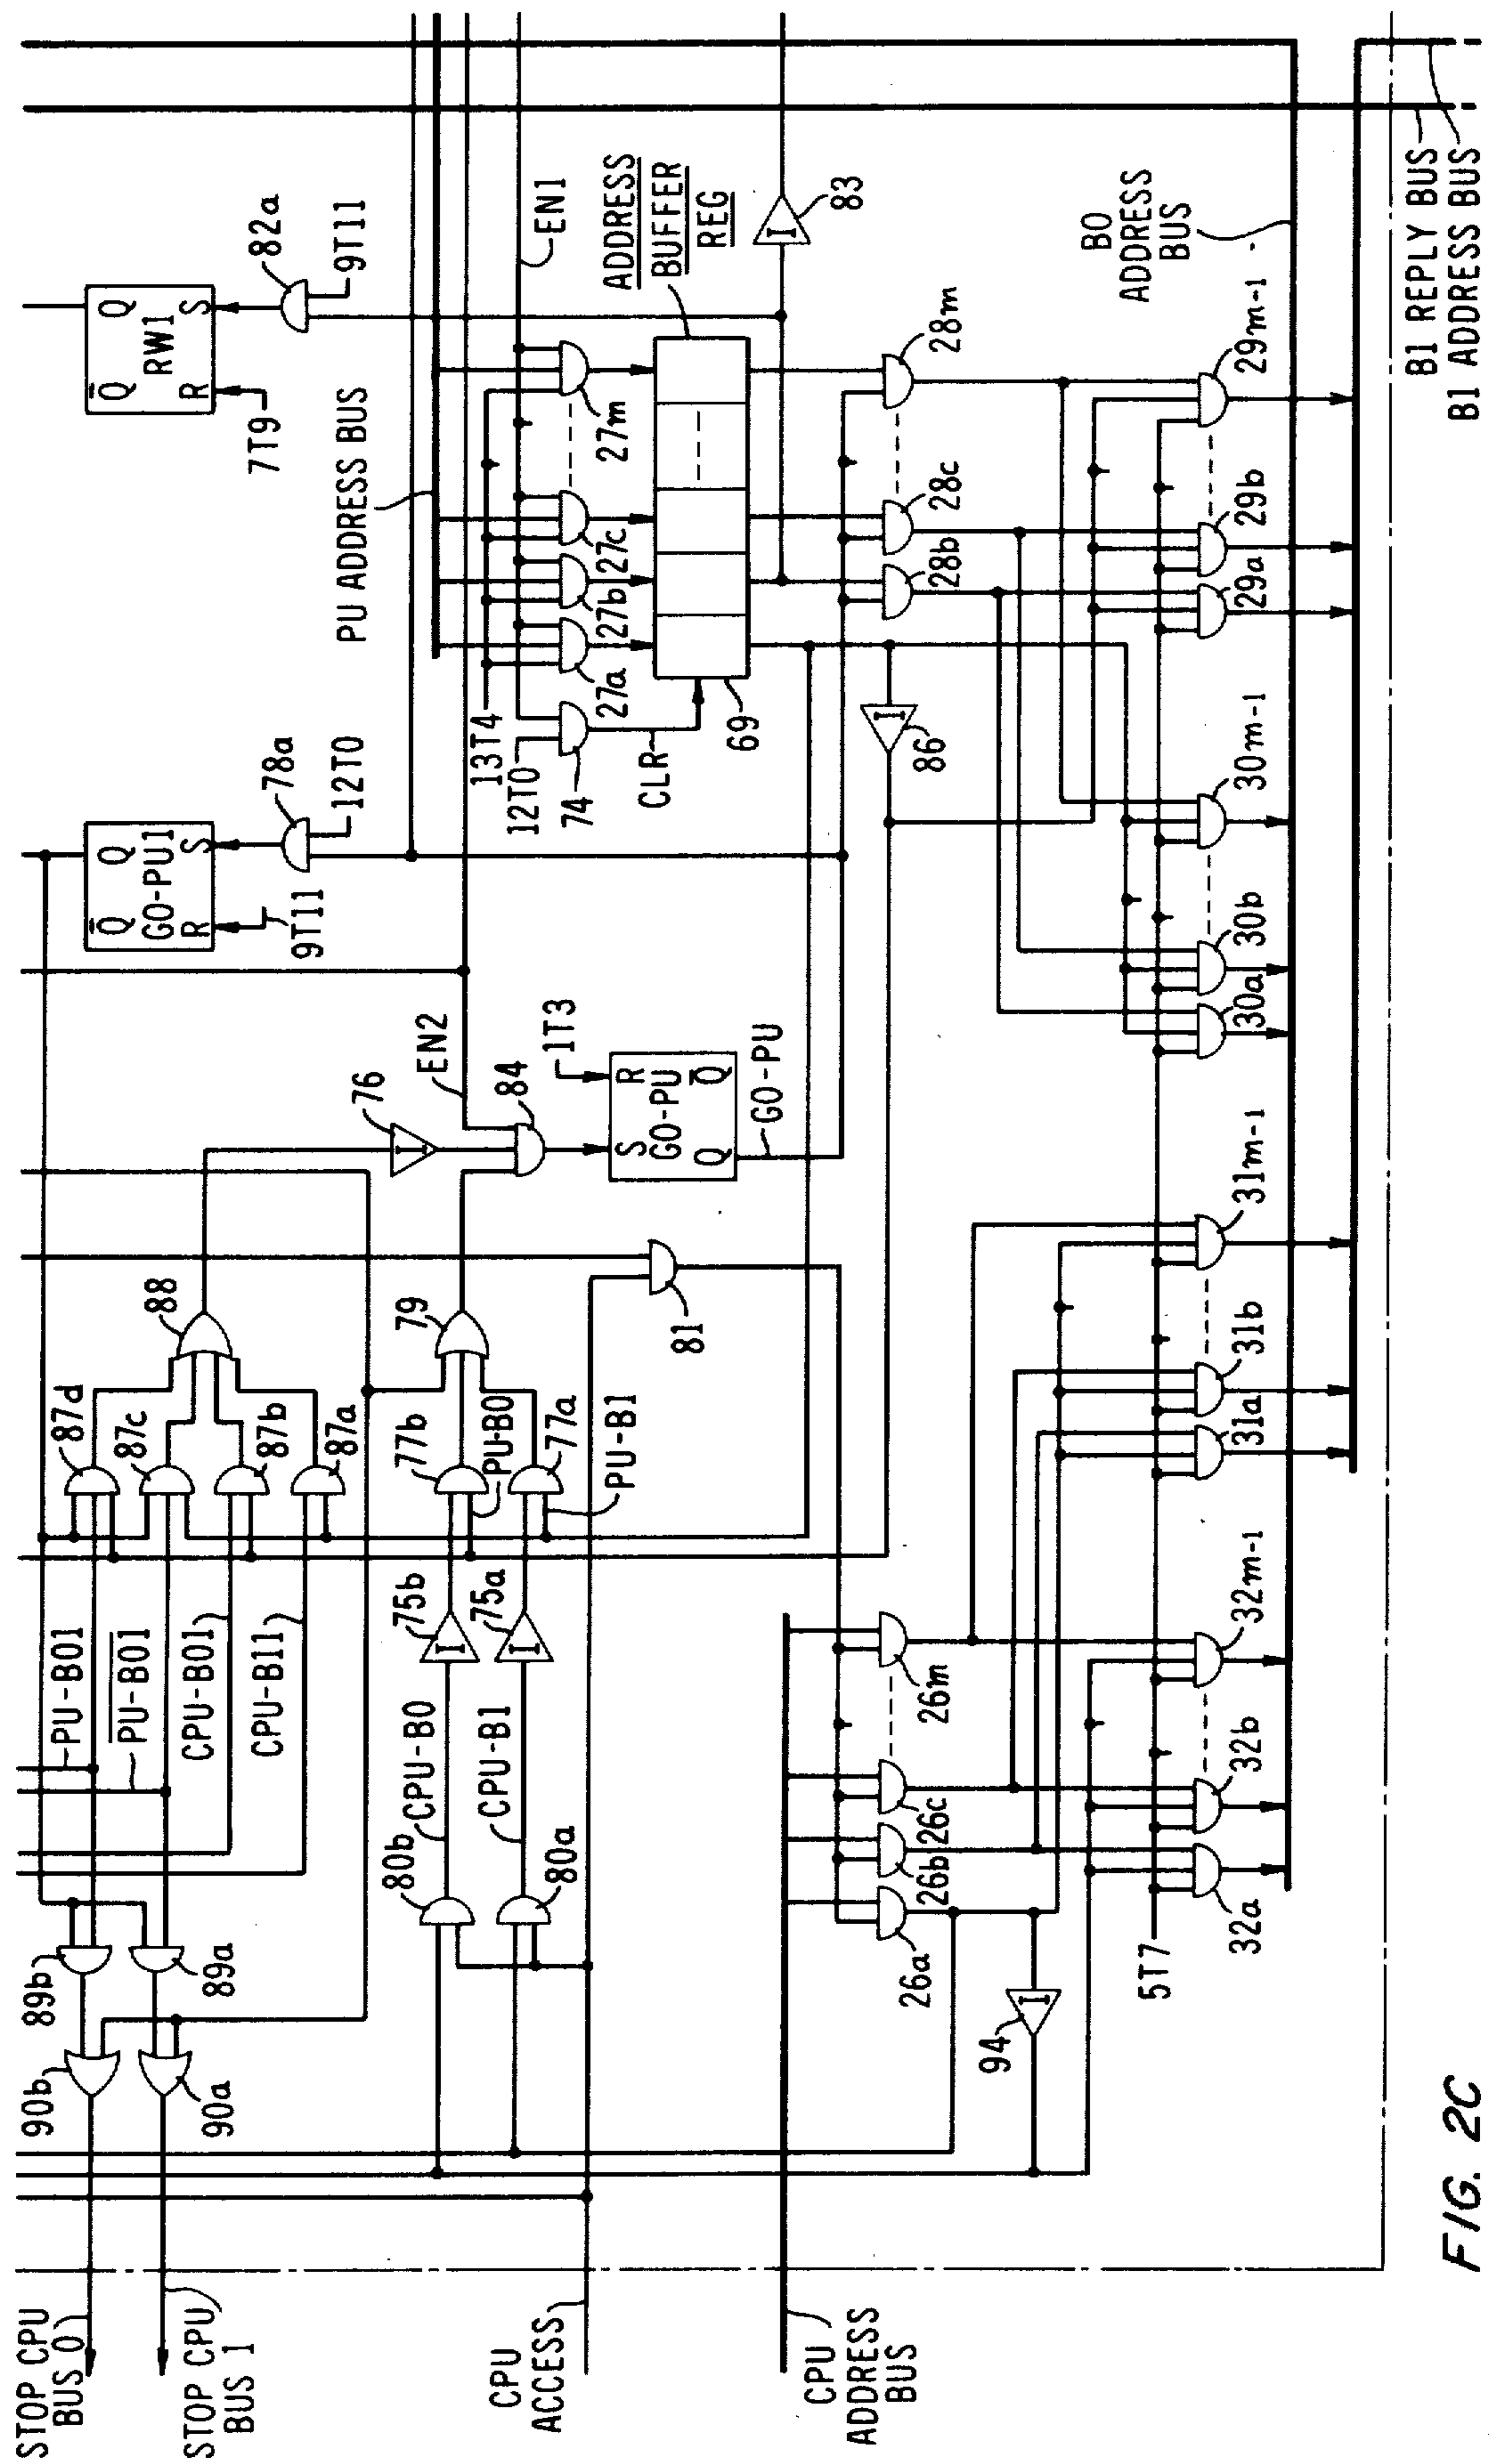 STOP CPU
BUS 0
STOP CPU
BUS 1
CPU
ACCESS
CPU
ADDRESS
BUS
90b
90a
89b
89a
PU-B01
PU-B01
CPU-B01
CPU-B11
87d
87c
87b
87a
88
80b
80a
CPU-B0
CPU-B1
75b
75a
77b
PU-B0
77a
PU-B1
79
81
76
EN2
84
1T3
S
R
GO-PU
Q
Q
GO-PU
Q
Q
GO-PU1
R
S
9T11
78a
12T0
Q
Q
RW1
R
S
7T9
82a
9T11
PU ADDRESS BUS
EN1
13T4
12T0
74
CLR
27a
27b
27c
27m
69
ADDRESS
BUFFER
REG
I
83
I
86
28b
28c
28m
26a
26b
26c
26m
I
94
5T7
32a
32b
32m-1
31a
31b
31m-1
30a
30b
30m-1
29a
29b
29m-1
B0
ADDRESS
BUS
B1 REPLY BUS
B1 ADDRESS BUS
FIG. 2C